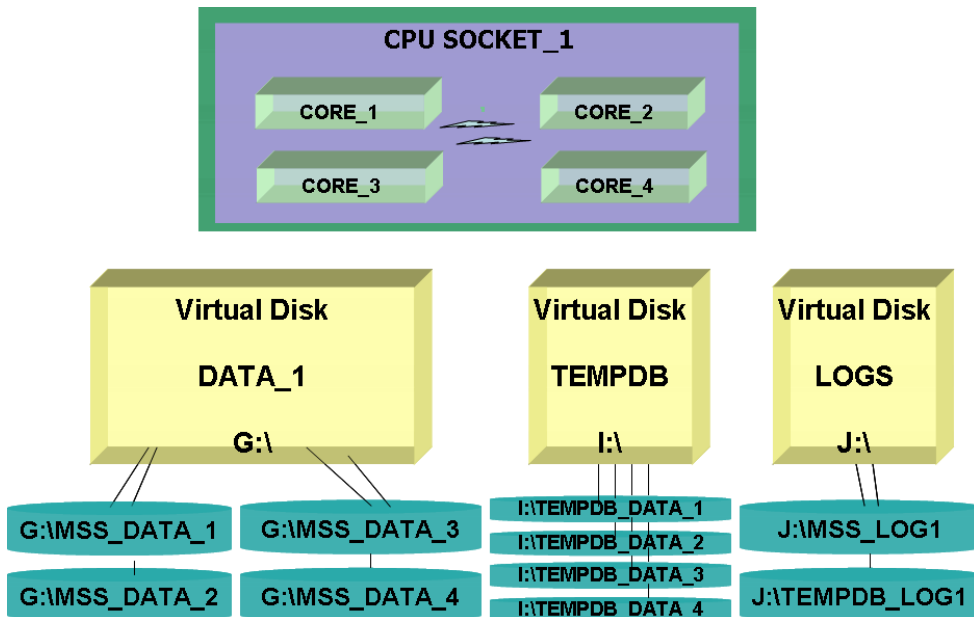 CPU SOCKET_1
CORE_1
CORE_2
CORE_3
CORE_4
Virtual Disk
DATA_1
G:\
Virtual Disk
TEMPDB
I:\
Virtual Disk
LOGS
J:\
G:\MSS_DATA_1
G:\MSS_DATA_2
G:\MSS_DATA_3
G:\MSS_DATA_4
I:\TEMPDB_DATA_1
I:\TEMPDB_DATA_2
I:\TEMPDB_DATA_3
I:\TEMPDB_DATA_4
J:\MSS_LOG1
J:\TEMPDB_LOG1